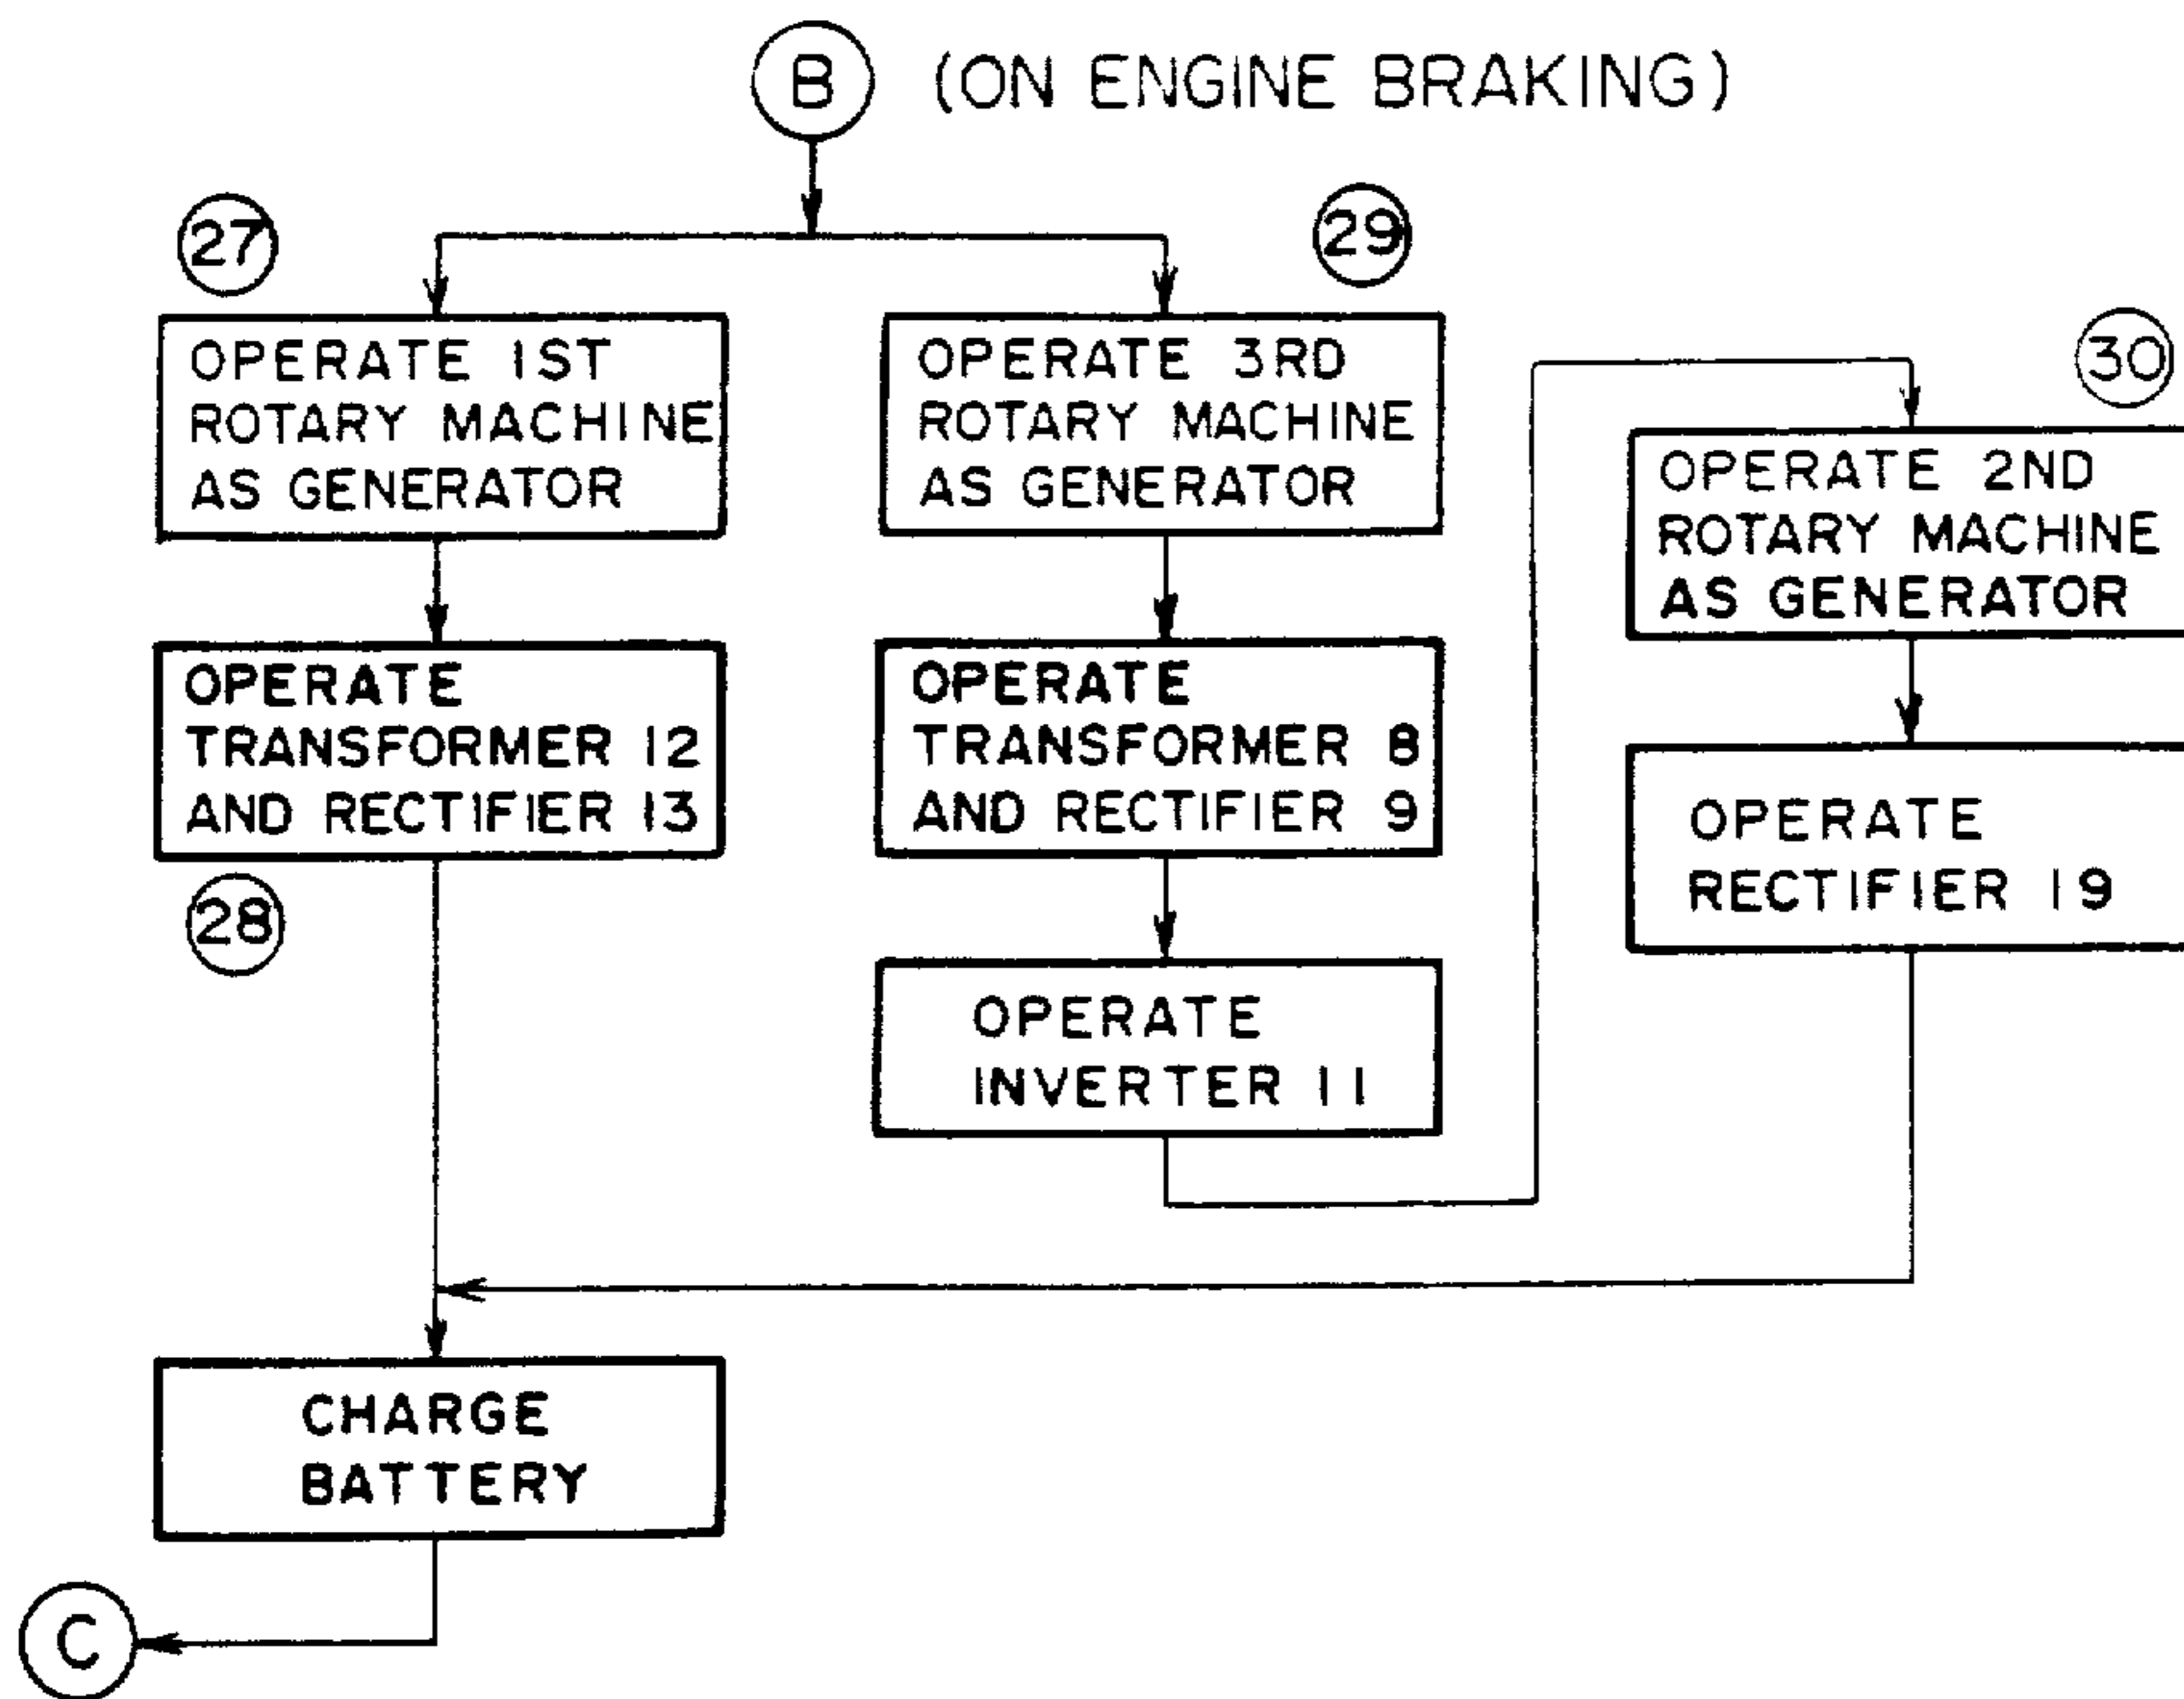 B (ON ENGINE BRAKING)
27
OPERATE 1ST
ROTARY MACHINE
AS GENERATOR
OPERATE
TRANSFORMER 12
AND RECTIFIER 13
28
29
OPERATE 3RD
ROTARY MACHINE
AS GENERATOR
OPERATE
TRANSFORMER 8
AND RECTIFIER 9
OPERATE
INVERTER 11
30
OPERATE 2ND
ROTARY MACHINE
AS GENERATOR
OPERATE
RECTIFIER 19
CHARGE
BATTERY
C